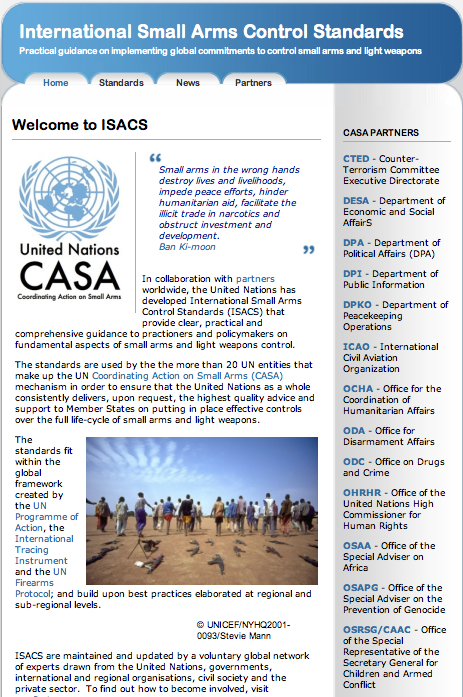 International Small Arms Control Standards
Practical guidance on implementing global commitments to control small arms and light weapons
Home
Standards
News
Partners
Welcome to ISACS
United Nations
CASA
Coordinating Action on Small Arms
“
Small arms in the wrong hands
destroy lives and livelihoods,
impede peace efforts, hinder
humanitarian aid, facilitate the
illicit trade in narcotics and
obstruct investment and
development.
Ban Ki-moon
”
In collaboration with partners
worldwide, the United Nations has
developed International Small Arms
Control Standards (ISACS) that
provide clear, practical and
comprehensive guidance to practioners and policymakers on
fundamental aspects of small arms and light weapons control.
The standards are used by the the more than 20 UN entities that
make up the UN Coordinating Action on Small Arms (CASA)
mechanism in order to ensure that the United Nations as a whole
consistently delivers, upon request, the highest quality advice and
support to Member States on putting in place effective controls
over the full life-cycle of small arms and light weapons.
The
standards fit
within the
global
framework
created by
the UN
Programme of
Action, the
International
Tracing
Instrument
and the UN
Firearms
Protocol; and build upon best practices elaborated at regional and
sub-regional levels.
© UNICEF/NYHQ2001-
0093/Stevie Mann
ISACS are maintained and updated by a voluntary global network
of experts drawn from the United Nations, governments,
international and regional organisations, civil society and the
private sector. To find out how to become involved, visit
CASA PARTNERS
CTED - Counter-
Terrorism Committee
Executive Directorate
DESA - Department of
Economic and Social
AffairS
DPA - Department of
Political Affairs (DPA)
DPI - Department of
Public Information
DPKO - Department of
Peacekeeping
Operations
ICAO - International
Civil Aviation
Organization
OCHA - Office for the
Coordination of
Humanitarian Affairs
ODA - Office for
Disarmament Affairs
ODC - Office on Drugs
and Crime
OHRHR - Office of the
United Nations High
Commissioner for
Human Rights
OSAA - Office of the
Special Adviser on
Africa
OSAPG - Office of the
Special Adviser on the
Prevention of Genocide
OSRSG/CAAC - Office
of the Special
Representative of the
Secretary General for
Children and Armed
Conflict